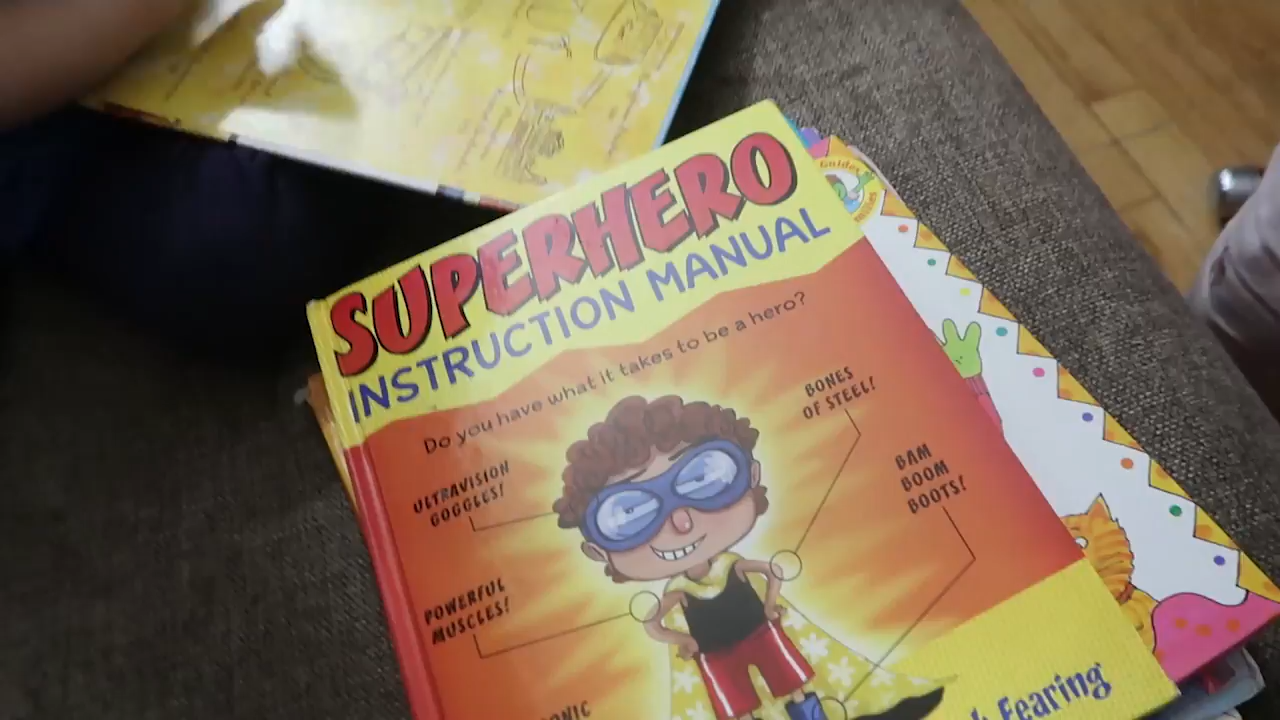 SUPERHERO
INSTRUCTION MANUAL
Do you have what it takes to be a hero?
ULTRAVISION
GOGGLES!
BONES
OF STEEL!
BAM
BOOM
BOOTS!
POWERFUL
MUSCLES!
Fearing
Guides